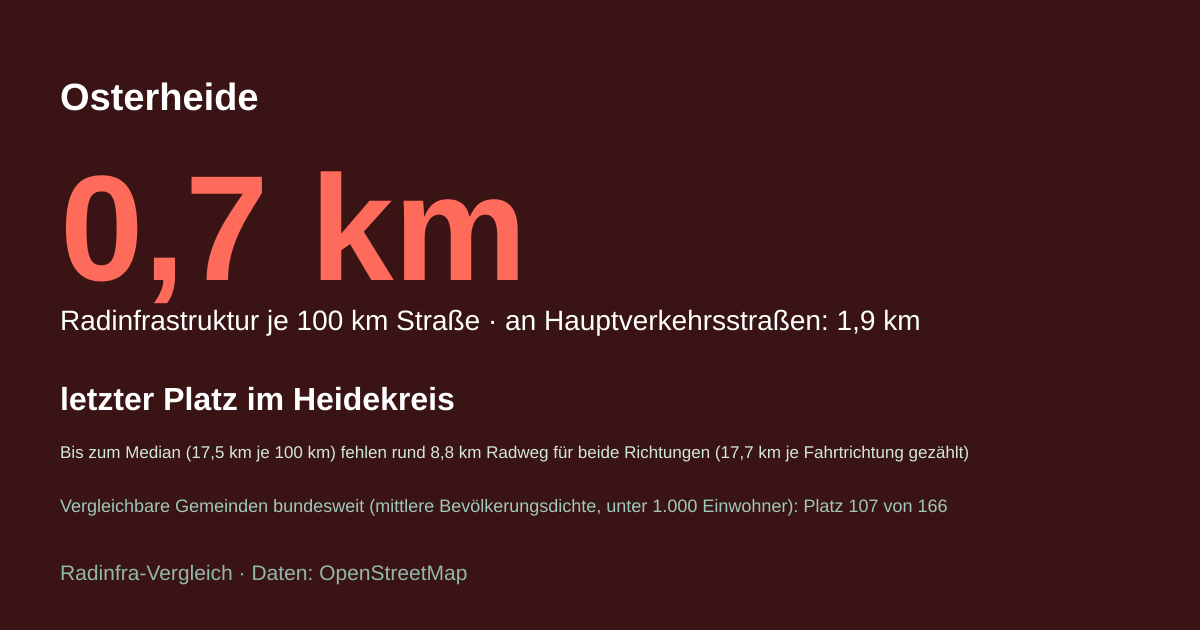 Osterheide
0,7 km
Radinfrastruktur je 100 km Straße · an Hauptverkehrsstraßen: 1,9 km
letzter Platz im Heidekreis
Bis zum Median (17,5 km je 100 km) fehlen rund 8,8 km Radweg für beide Richtungen (17,7 km je Fahrtrichtung gezählt)
Vergleichbare Gemeinden bundesweit (mittlere Bevölkerungsdichte, unter 1.000 Einwohner): Platz 107 von 166
Radinfra-Vergleich · Daten: OpenStreetMap